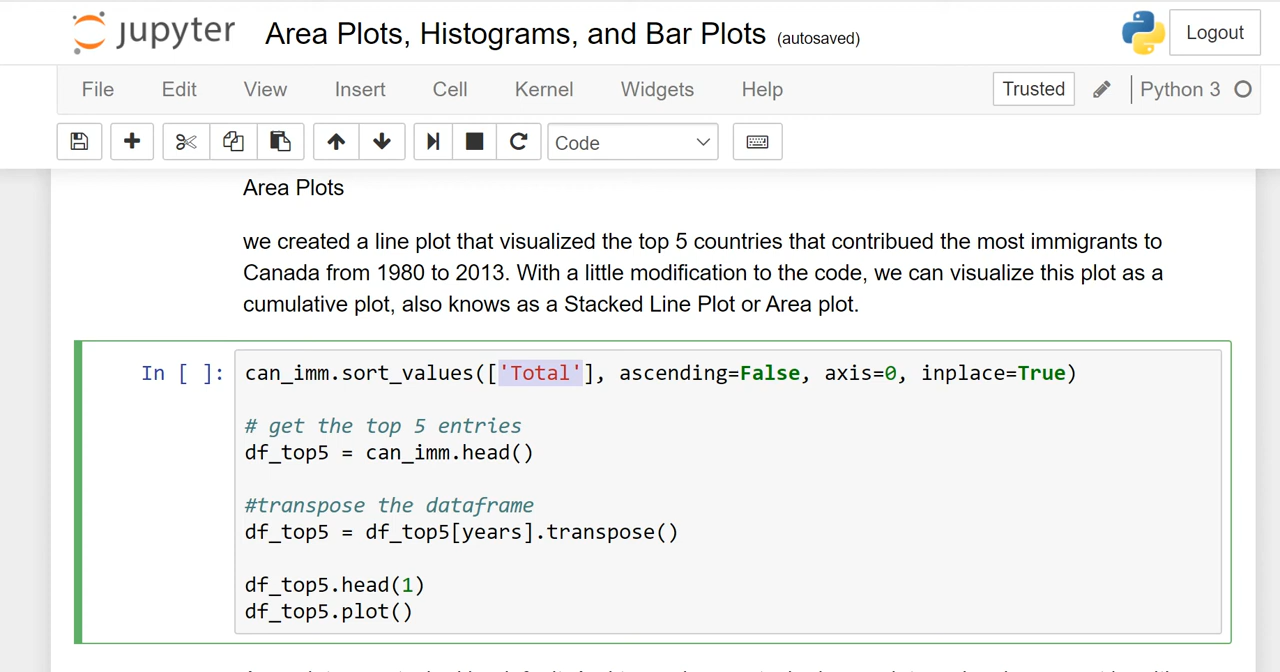 jupyter Area Plots, Histograms, and Bar Plots (autosaved) Logout
File Edit View Insert Cell Kernel Widgets Help Trusted Python 3
Code
Area Plots
we created a line plot that visualized the top 5 countries that contribued the most immigrants to
Canada from 1980 to 2013. With a little modification to the code, we can visualize this plot as a
cumulative plot, also knows as a Stacked Line Plot or Area plot.
In [ ]: can_imm.sort_values(['Total'], ascending=False, axis=0, inplace=True)
# get the top 5 entries
df_top5 = can_imm.head()
#transpose the dataframe
df_top5 = df_top5[years].transpose()
df_top5.head(1)
df_top5.plot()